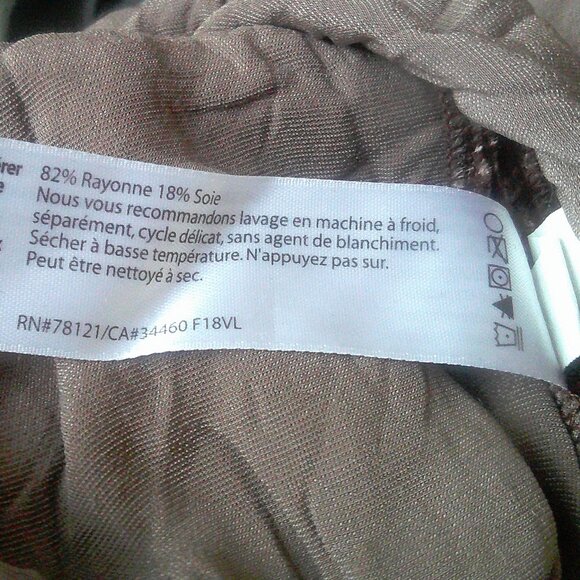 82% Rayonne 18% Soie
Nous vous recommandons lavage en machine à froid,
séparément, cycle délicat, sans agent de blanchiment.
Sécher à basse température. N'appuyez pas sur.
Peut être nettoyé à sec.
RN#78121/CA#34460 F18VL